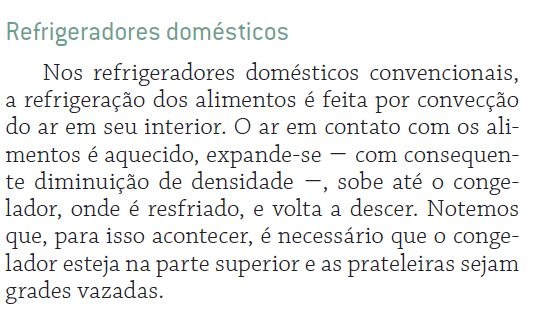 Refrigeradores domésticos
Nos refrigeradores domésticos convencionais,
a refrigeração dos alimentos é feita por convecção
do ar em seu interior. O ar em contato com os ali-
mentos é aquecido, expande-se — com consequen-
te diminuição de densidade —, sobe até o conge-
lador, onde é resfriado, e volta a descer. Notemos
que, para isso acontecer, é necessário que o conge-
lador esteja na parte superior e as prateleiras sejam
grades vazadas.